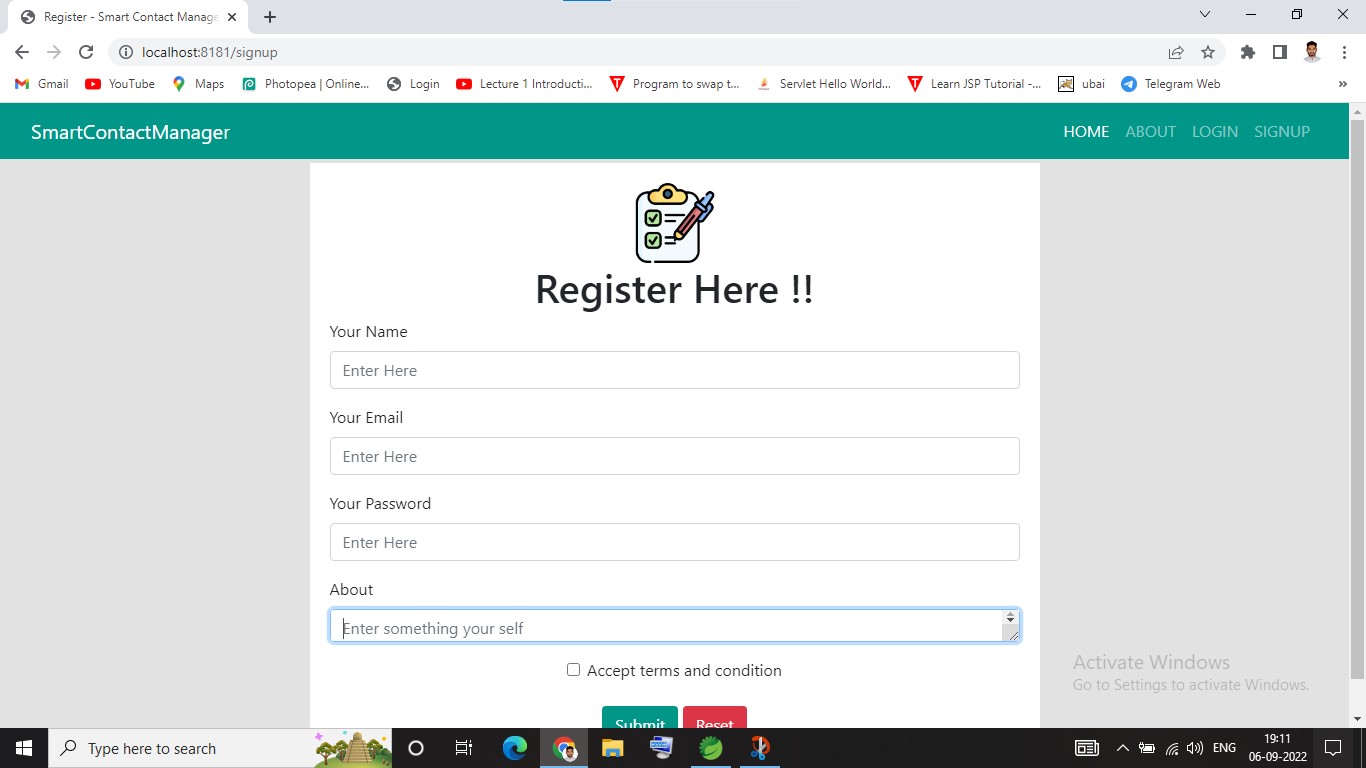 Register - Smart Contact Manage
localhost:8181/signup
Gmail YouTube Maps Photopea | Online... Login Lecture 1 Introducti... Program to swap t... Servlet Hello World... Learn JSP Tutorial -... ubai Telegram Web »
SmartContactManager HOME ABOUT LOGIN SIGNUP
Register Here !!
Your Name
Enter Here
Your Email
Enter Here
Your Password
Enter Here
About
Enter something your self
Accept terms and condition
Activate Windows
Go to Settings to activate Windows.
Submit Reset
Type here to search
ENG
19:11
06-09-2022